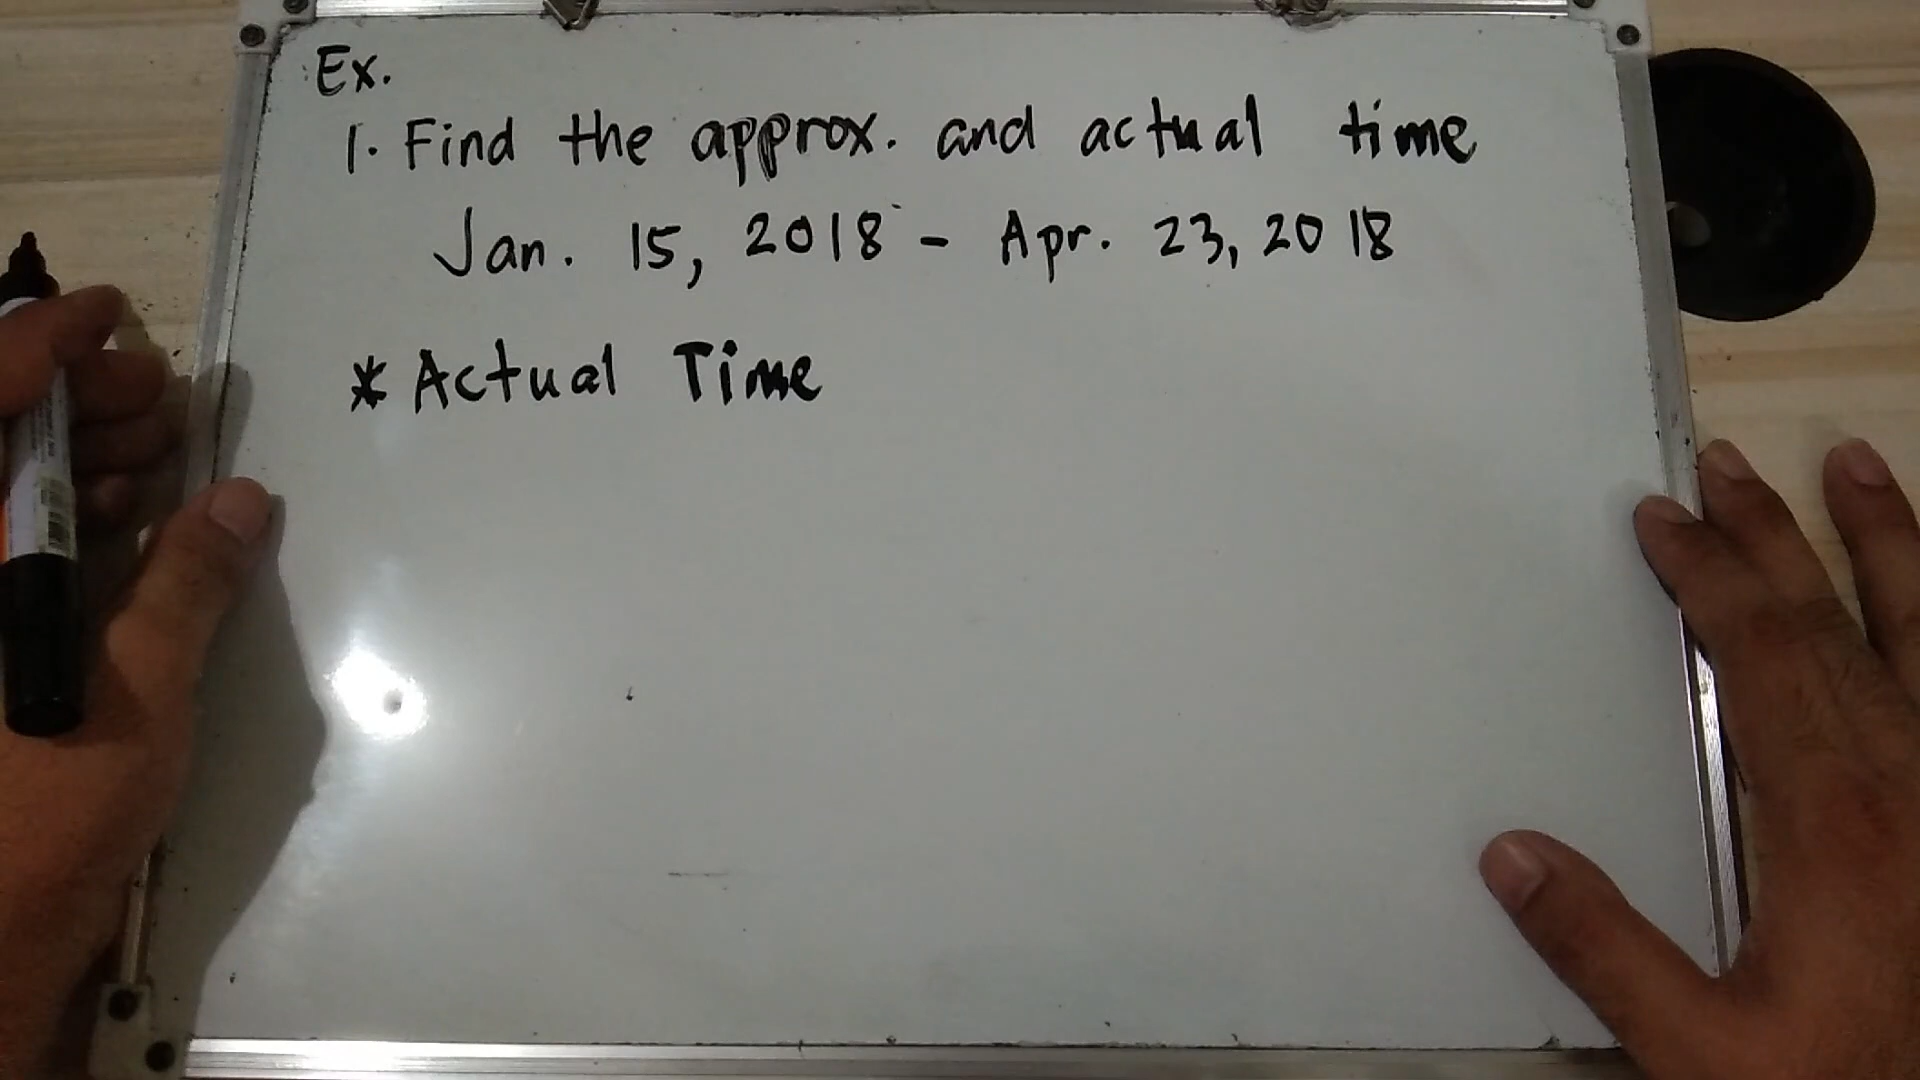 Ex.
1. Find the approx. and actual time
Jan. 15, 2018 - Apr. 23, 2018
* Actual Time